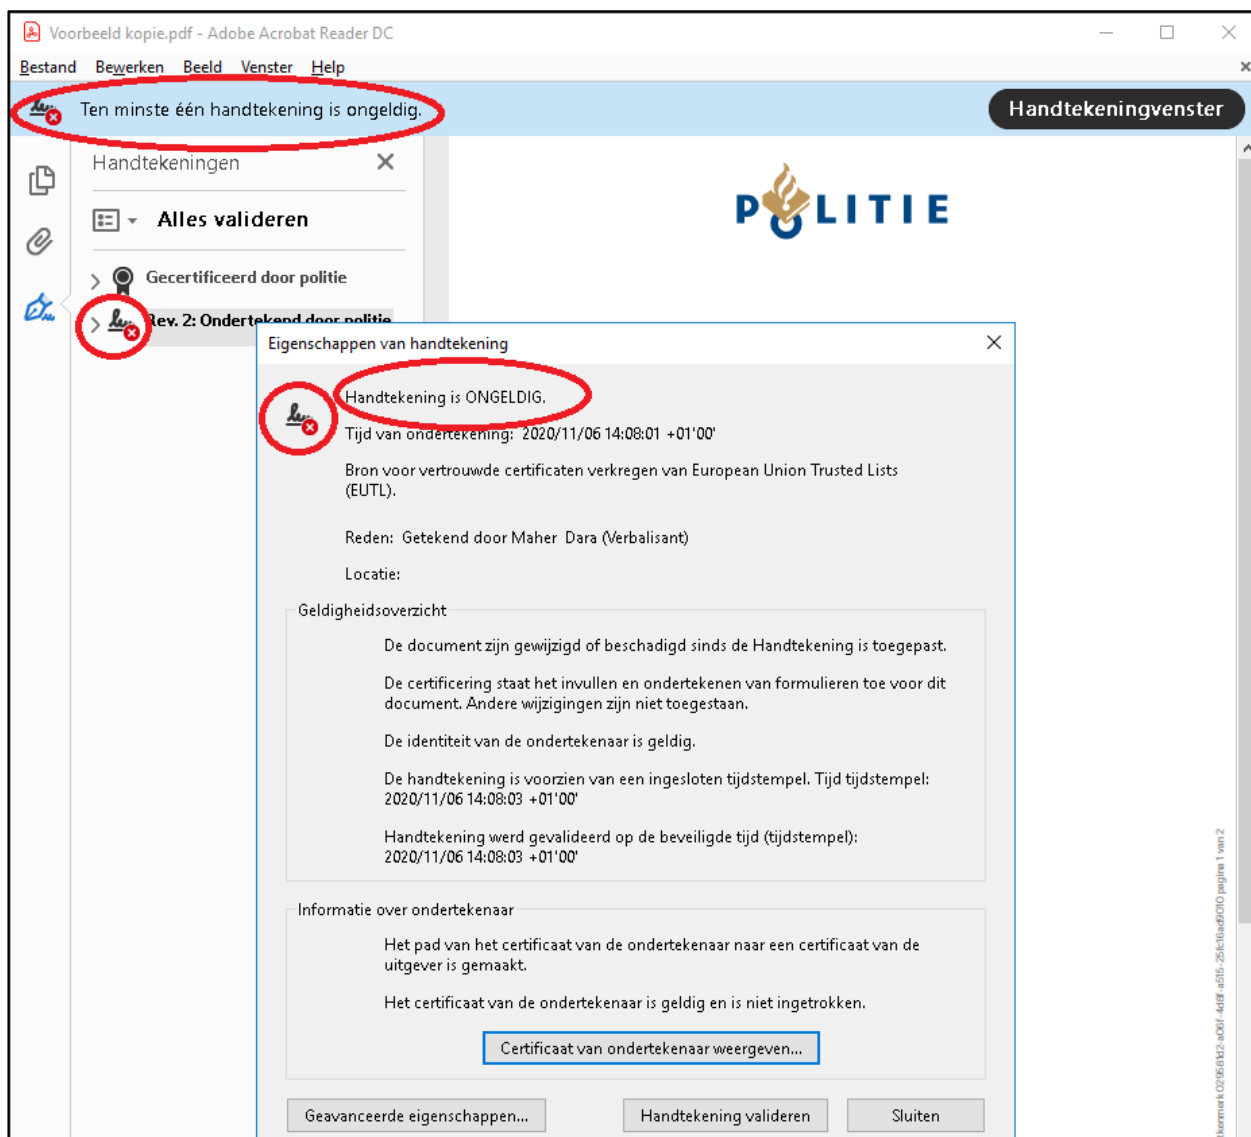 Voorbeeld kopie.pdf - Adobe Acrobat Reader DC
Bestand Bewerken Beeld Venster Help
Ten minste één handtekening is ongeldig.
Handtekeningvenster
Handtekeningen
Alles valideren
Gecertificeerd door politie
Rev. 2: Ondertekend door politie
POLITIE
Eigenschappen van handtekening
Handtekening is ONGELDIG.
Tijd van ondertekening: 2020/11/06 14:08:01 +01'00'
Bron voor vertrouwde certificaten verkregen van European Union Trusted Lists
(EUTL).
Reden: Getekend door Maher Dara (Verbalisant)
Locatie:
Geldigheidsoverzicht
De document zijn gewijzigd of beschadigd sinds de Handtekening is toegepast.
De certificering staat het invullen en ondertekenen van formulieren toe voor dit
document. Andere wijzigingen zijn niet toegestaan.
De identiteit van de ondertekenaar is geldig.
De handtekening is voorzien van een ingesloten tijdstempel. Tijd tijdstempel:
2020/11/06 14:08:03 +01'00'
Handtekening werd gevalideerd op de beveiligde tijd (tijdstempel):
2020/11/06 14:08:03 +01'00'
Informatie over ondertekenaar
Het pad van het certificaat van de ondertekenaar naar een certificaat van de
uitgever is gemaakt.
Het certificaat van de ondertekenaar is geldig en is niet ingetrokken.
Certificaat van ondertekenaar weergeven...
Geavanceerde eigenschappen...
Handtekening valideren
Sluiten
pagina 1 van 2